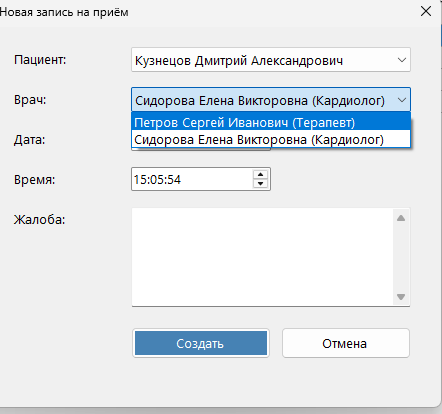 Новая запись на приём
Пациент:
Кузнецов Дмитрий Александрович
Врач:
Сидорова Елена Викторовна (Кардиолог)
Петров Сергей Иванович (Терапевт)
Сидорова Елена Викторовна (Кардиолог)
Дата:
Время:
15:05:54
Жалоба:
Создать
Отмена